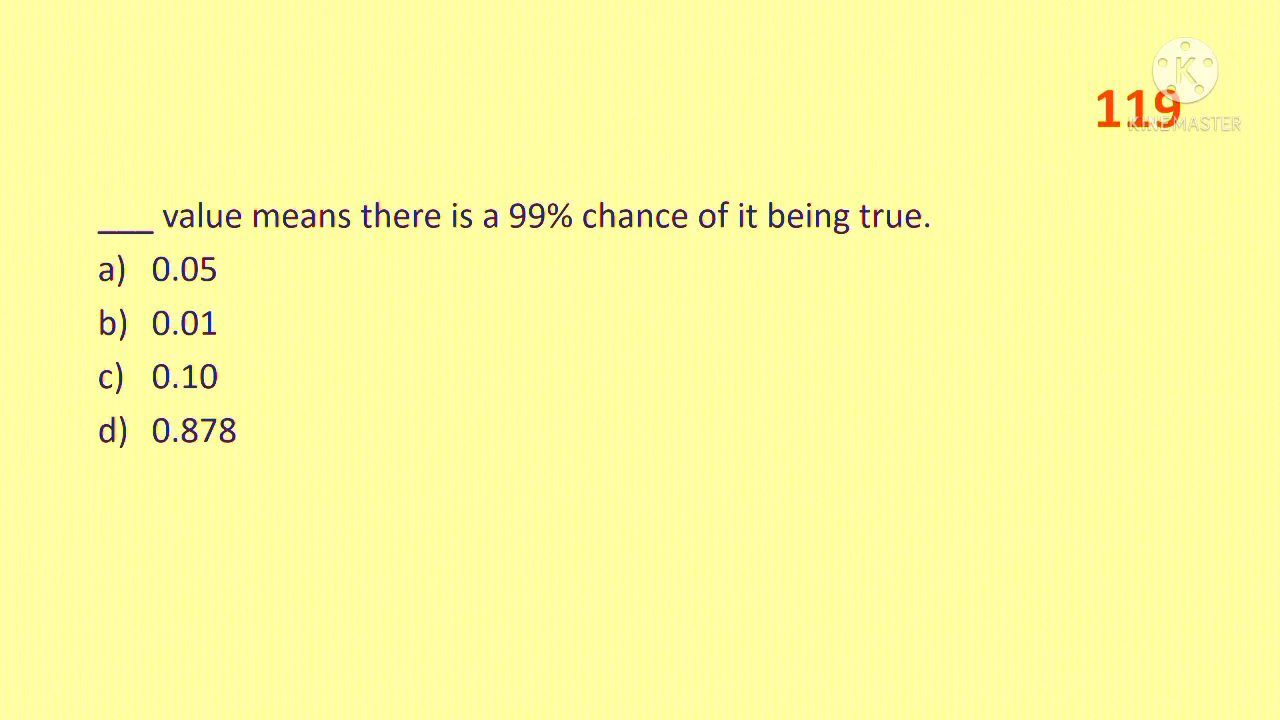 119
K
KINEMASTER
___ value means there is a 99% chance of it being true.
a) 0.05
b) 0.01
c) 0.10
d) 0.878